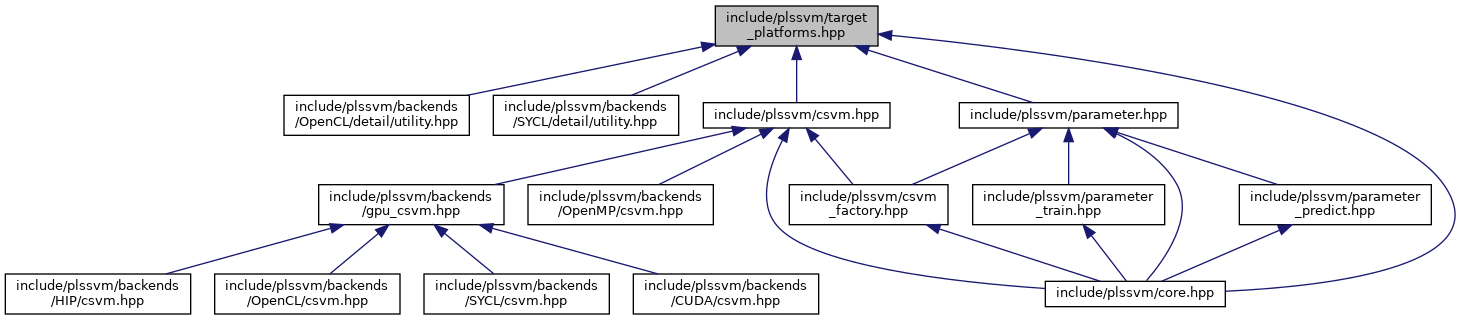 include/plssvm/target
_platforms.hpp
include/plssvm/backends
/OpenCL/detail/utility.hpp
include/plssvm/backends
/SYCL/detail/utility.hpp
include/plssvm/csvm.hpp
include/plssvm/parameter.hpp
include/plssvm/backends
/gpu_csvm.hpp
include/plssvm/backends
/OpenMP/csvm.hpp
include/plssvm/csvm
_factory.hpp
include/plssvm/parameter
_train.hpp
include/plssvm/parameter
_predict.hpp
include/plssvm/backends
/HIP/csvm.hpp
include/plssvm/backends
/OpenCL/csvm.hpp
include/plssvm/backends
/SYCL/csvm.hpp
include/plssvm/backends
/CUDA/csvm.hpp
include/plssvm/core.hpp